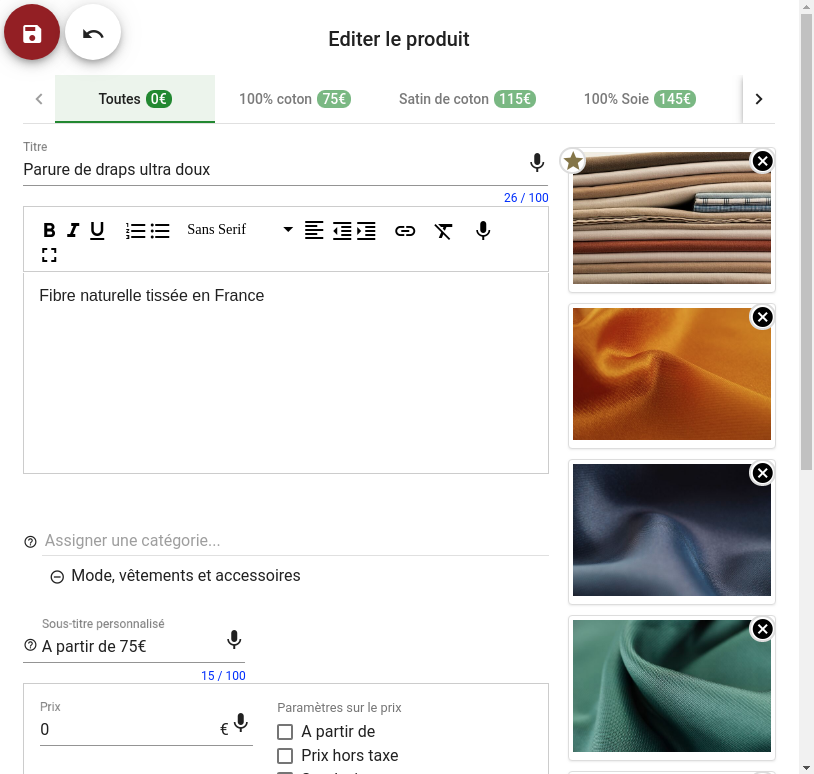 Editer le produit
Toutes 0€
100% coton 75€
Satin de coton 115€
100% Soie 145€
Titre
Parure de draps ultra doux
26 / 100
B I U
Sans Serif
Fibre naturelle tissée en France
Assigner une catégorie...
Mode, vêtements et accessoires
Sous-titre personnalisé
A partir de 75€
15 / 100
Prix
0 €
Paramètres sur le prix
A partir de
Prix hors taxe